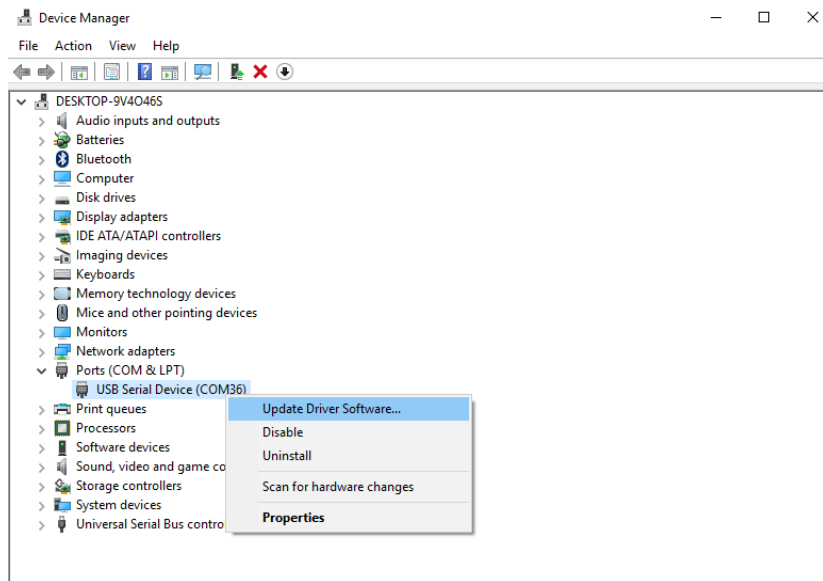 Device Manager
File Action View Help
DESKTOP-9V4O46S
Audio inputs and outputs
Batteries
Bluetooth
Computer
Disk drives
Display adapters
IDE ATA/ATAPI controllers
Imaging devices
Keyboards
Memory technology devices
Mice and other pointing devices
Monitors
Network adapters
Ports (COM & LPT)
USB Serial Device (COM36)
Print queues
Update Driver Software...
Processors
Disable
Software devices
Uninstall
Sound, video and game co
Storage controllers
Scan for hardware changes
System devices
Universal Serial Bus contro
Properties